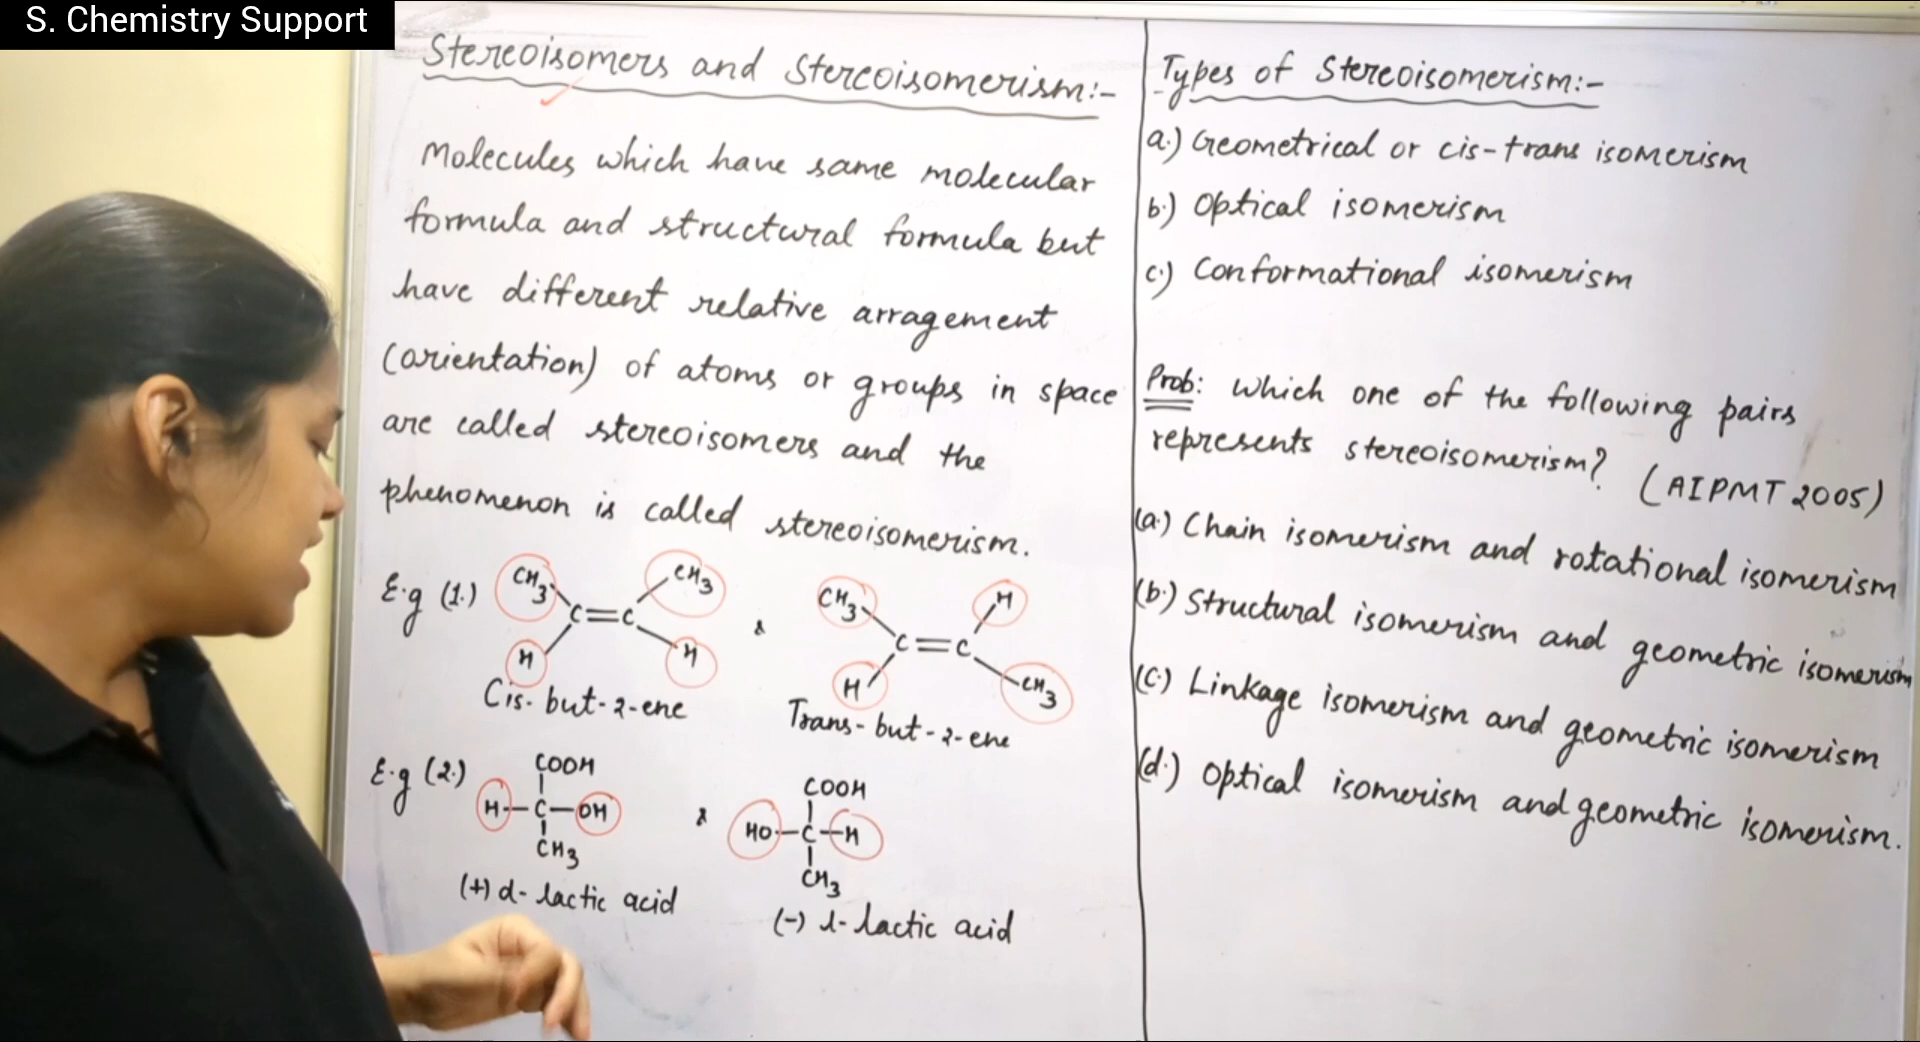 S. Chemistry Support
Stereoisomers and Stereoisomerism:-
Molecules which have same molecular
formula and structural formula but
have different relative arragement
(orientation) of atoms or groups in space
are called stereoisomers and the
phenomenon is called stereoisomerism.
E.g (1.)
CH3 CH3
C=C
H H
Cis-but-2-ene
&
CH3 H
C=C
H CH3
Trans-but-2-ene
E.g (2.)
COOH
H-C-OH
CH3
(+) d-lactic acid
&
COOH
HO-C-H
CH3
(-) l-lactic acid
Types of Stereoisomerism:-
a.) Geometrical or cis-trans isomerism
b.) Optical isomerism
c.) Conformational isomerism
Prob: Which one of the following pairs
represents stereoisomerism? (AIPMT 2005)
(a.) Chain isomerism and rotational isomerism
(b.) Structural isomerism and geometric isomerism
(c.) Linkage isomerism and geometric isomerism
(d.) Optical isomerism and geometric isomerism.